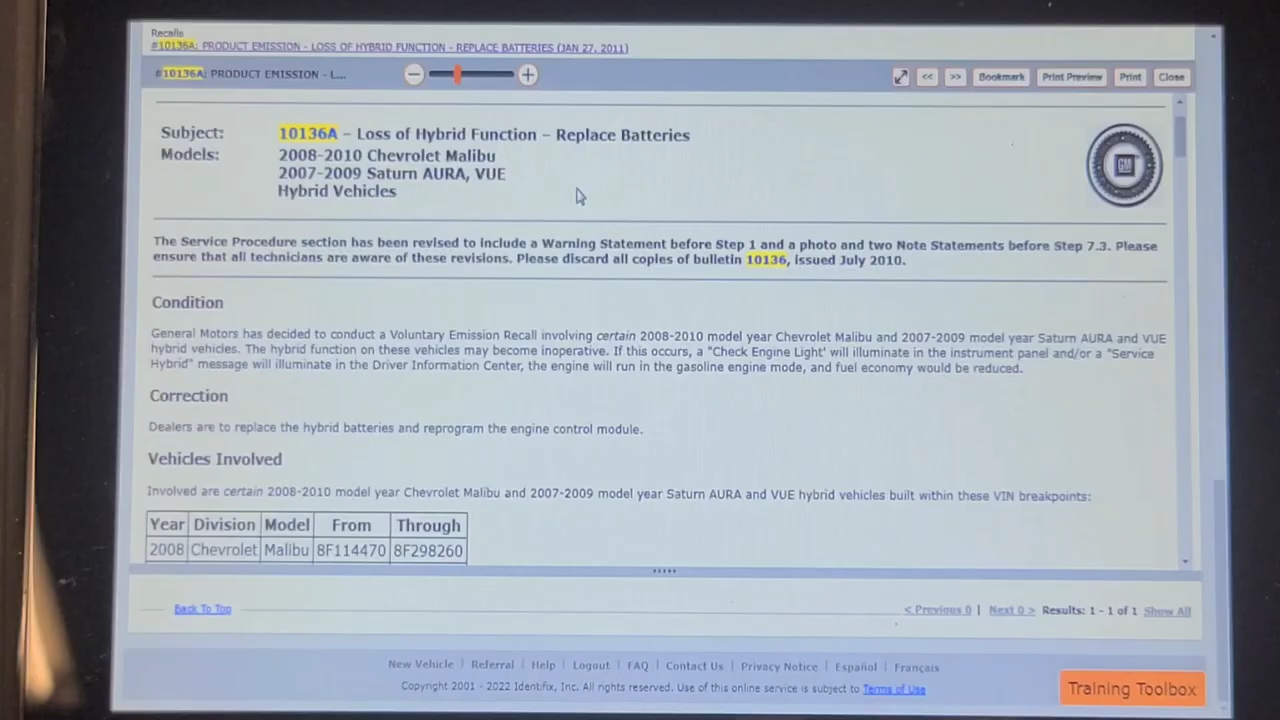 Recalls
#10136A: PRODUCT EMISSION - LOSS OF HYBRID FUNCTION - REPLACE BATTERIES (JAN 27, 2011)
#10136A: PRODUCT EMISSION - L... << >> Bookmark Print Preview Print Close
Subject: 10136A – Loss of Hybrid Function – Replace Batteries
Models: 2008-2010 Chevrolet Malibu
2007-2009 Saturn AURA, VUE
Hybrid Vehicles
GM
The Service Procedure section has been revised to include a Warning Statement before Step 1 and a photo and two Note Statements before Step 7.3. Please
ensure that all technicians are aware of these revisions. Please discard all copies of bulletin 10136, issued July 2010.
Condition
General Motors has decided to conduct a Voluntary Emission Recall involving certain 2008-2010 model year Chevrolet Malibu and 2007-2009 model year Saturn AURA and VUE
hybrid vehicles. The hybrid function on these vehicles may become inoperative. If this occurs, a "Check Engine Light' will illuminate in the instrument panel and/or a "Service
Hybrid" message will illuminate in the Driver Information Center, the engine will run in the gasoline engine mode, and fuel economy would be reduced.
Correction
Dealers are to replace the hybrid batteries and reprogram the engine control module.
Vehicles Involved
Involved are certain 2008-2010 model year Chevrolet Malibu and 2007-2009 model year Saturn AURA and VUE hybrid vehicles built within these VIN breakpoints:
Year Division Model From Through
2008 Chevrolet Malibu 8F114470 8F298260
Back To Top < Previous 0 | Next 0 > Results: 1 - 1 of 1 Show All
New Vehicle | Referral | Help | Logout | FAQ | Contact Us | Privacy Notice | Español | Français
Copyright 2001 - 2022 Identifix, Inc. All rights reserved. Use of this online service is subject to Terms of Use
Training Toolbox